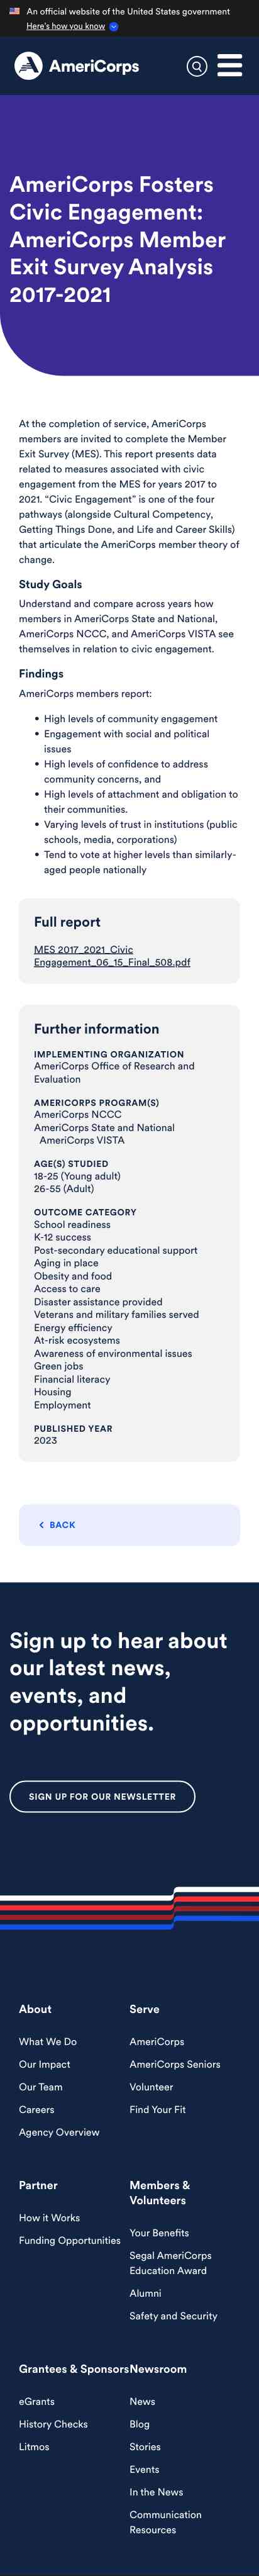 An official website of the United States government
Here's how you know
AmeriCorps
AmeriCorps Fosters
Civic Engagement:
AmeriCorps Member
Exit Survey Analysis
2017-2021
At the completion of service, AmeriCorps
members are invited to complete the Member
Exit Survey (MES). This report presents data
related to measures associated with civic
engagement from the MES for years 2017 to
2021. “Civic Engagement” is one of the four
pathways (alongside Cultural Competency,
Getting Things Done, and Life and Career Skills)
that articulate the AmeriCorps member theory of
change.
Study Goals
Understand and compare across years how
members in AmeriCorps State and National,
AmeriCorps NCCC, and AmeriCorps VISTA see
themselves in relation to civic engagement.
Findings
AmeriCorps members report:
• High levels of community engagement
• Engagement with social and political
issues
• High levels of confidence to address
community concerns, and
• High levels of attachment and obligation to
their communities.
• Varying levels of trust in institutions (public
schools, media, corporations)
• Tend to vote at higher levels than similarly-
aged people nationally
Full report
MES 2017_2021_Civic
Engagement_06_15_Final_508.pdf
Further information
IMPLEMENTING ORGANIZATION
AmeriCorps Office of Research and
Evaluation
AMERICORPS PROGRAM(S)
AmeriCorps NCCC
AmeriCorps State and National
AmeriCorps VISTA
AGE(S) STUDIED
18-25 (Young adult)
26-55 (Adult)
OUTCOME CATEGORY
School readiness
K-12 success
Post-secondary educational support
Aging in place
Obesity and food
Access to care
Disaster assistance provided
Veterans and military families served
Energy efficiency
At-risk ecosystems
Awareness of environmental issues
Green jobs
Financial literacy
Housing
Employment
PUBLISHED YEAR
2023
BACK
Sign up to hear about
our latest news,
events, and
opportunities.
SIGN UP FOR OUR NEWSLETTER
About
What We Do
Our Impact
Our Team
Careers
Agency Overview
Serve
AmeriCorps
AmeriCorps Seniors
Volunteer
Find Your Fit
Partner
How it Works
Funding Opportunities
Members &
Volunteers
Your Benefits
Segal AmeriCorps
Education Award
Alumni
Safety and Security
Grantees & Sponsors
eGrants
History Checks
Litmos
Newsroom
News
Blog
Stories
Events
In the News
Communication
Resources